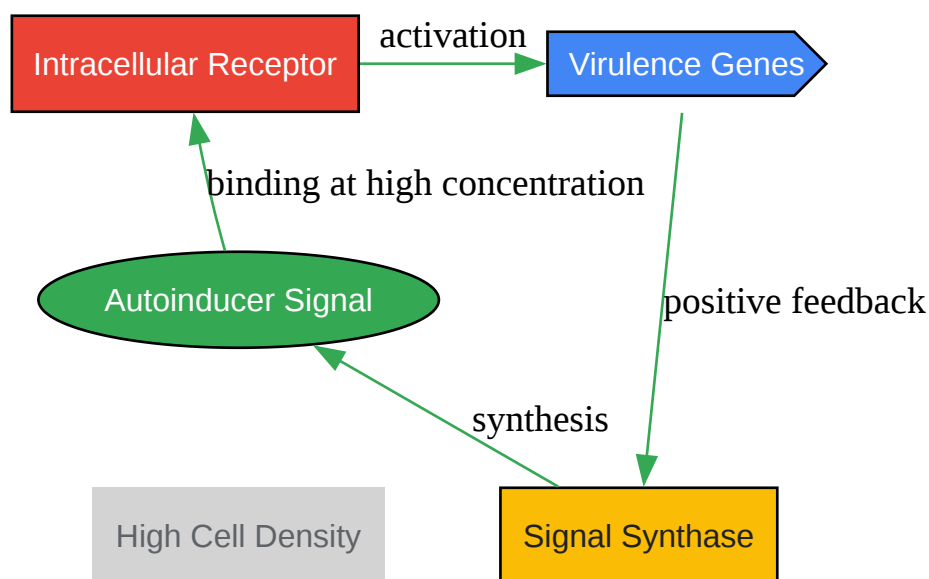 activation
Intracellular Receptor
Virulence Genes
binding at high concentration
Autoinducer Signal
positive feedback
synthesis
High Cell Density
Signal Synthase